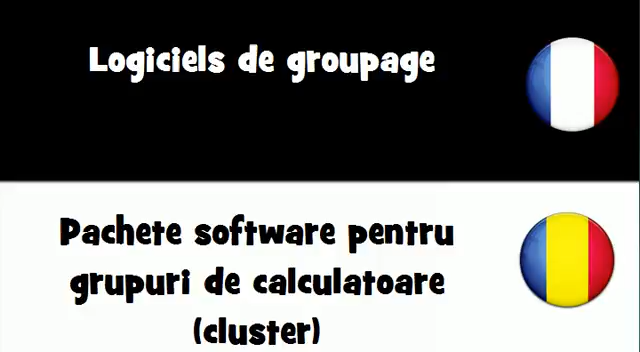 Logiciels de groupage
Pachete software pentru
grupuri de calculatoare
(cluster)